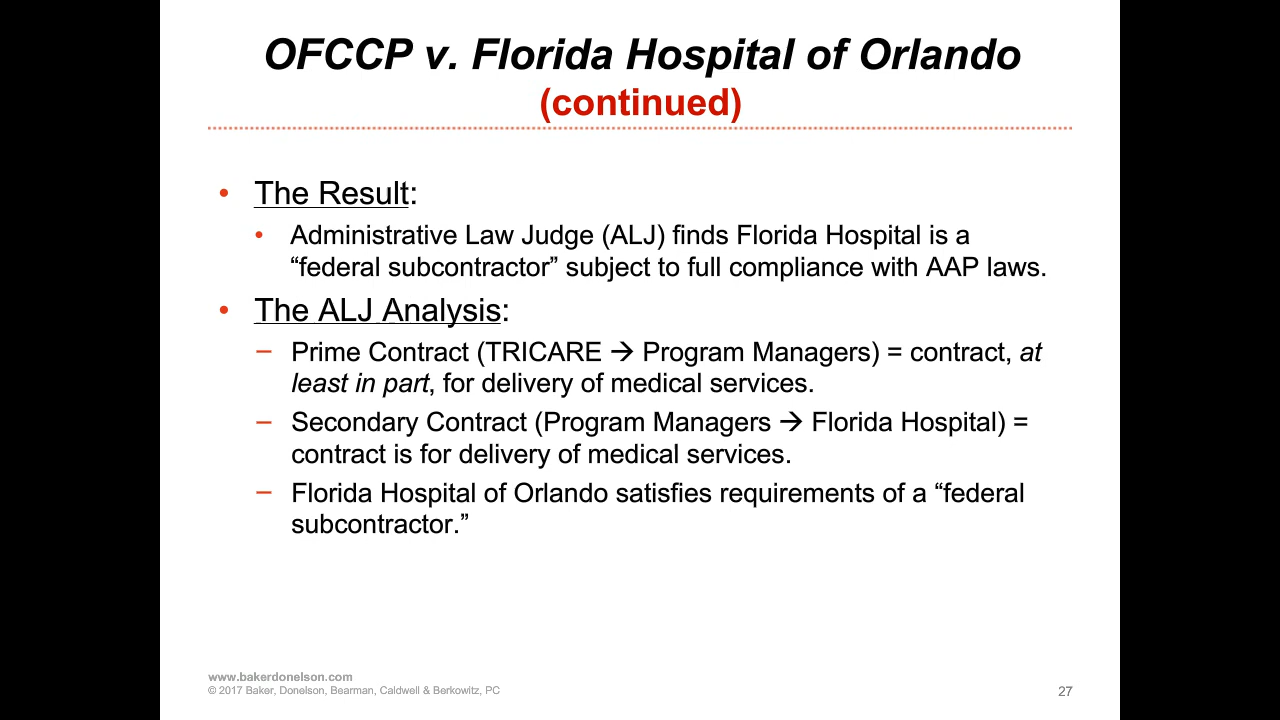 OFCCP v. Florida Hospital of Orlando
(continued)
• The Result:
• Administrative Law Judge (ALJ) finds Florida Hospital is a
“federal subcontractor” subject to full compliance with AAP laws.
• The ALJ Analysis:
– Prime Contract (TRICARE → Program Managers) = contract, at
least in part, for delivery of medical services.
– Secondary Contract (Program Managers → Florida Hospital) =
contract is for delivery of medical services.
– Florida Hospital of Orlando satisfies requirements of a “federal
subcontractor.”
www.bakerdonelson.com
© 2017 Baker, Donelson, Bearman, Caldwell & Berkowitz, PC
27